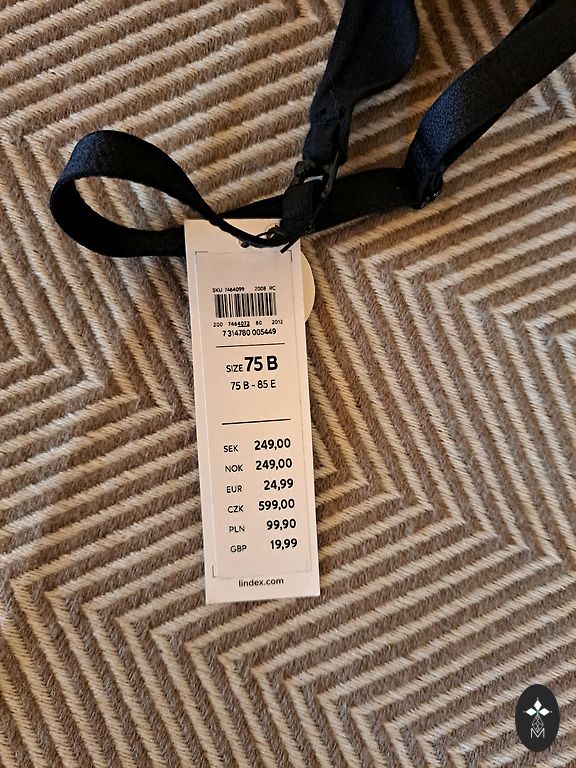 SKU 7464099 2008 RC
200 7464072 80 2012
7 314780 005449
SIZE 75 B
75 B - 85 E
SEK 249,00
NOK 249,00
EUR 24,99
CZK 599,00
PLN 99,90
GBP 19,99
lindex.com
M